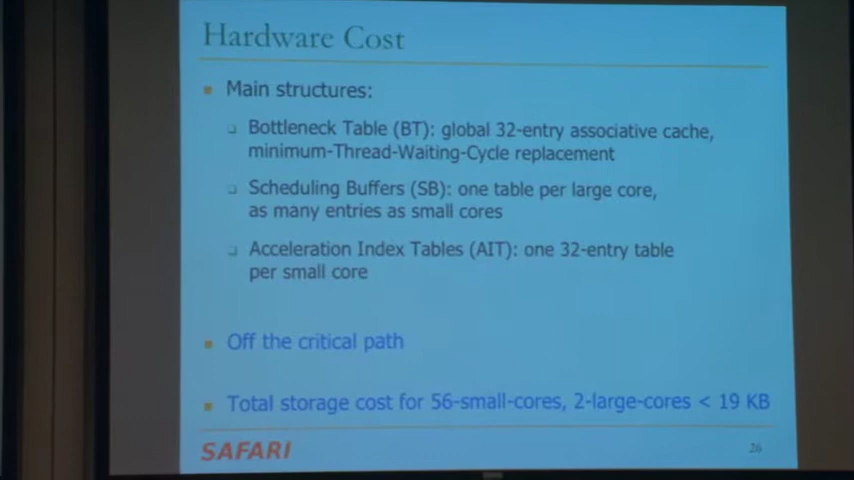 Hardware Cost
Main structures:
Bottleneck Table (BT): global 32-entry associative cache,
minimum-Thread-Waiting-Cycle replacement
Scheduling Buffers (SB): one table per large core,
as many entries as small cores
Acceleration Index Tables (AIT): one 32-entry table
per small core
Off the critical path
Total storage cost for 56-small-cores, 2-large-cores < 19 KB
SAFARI
26